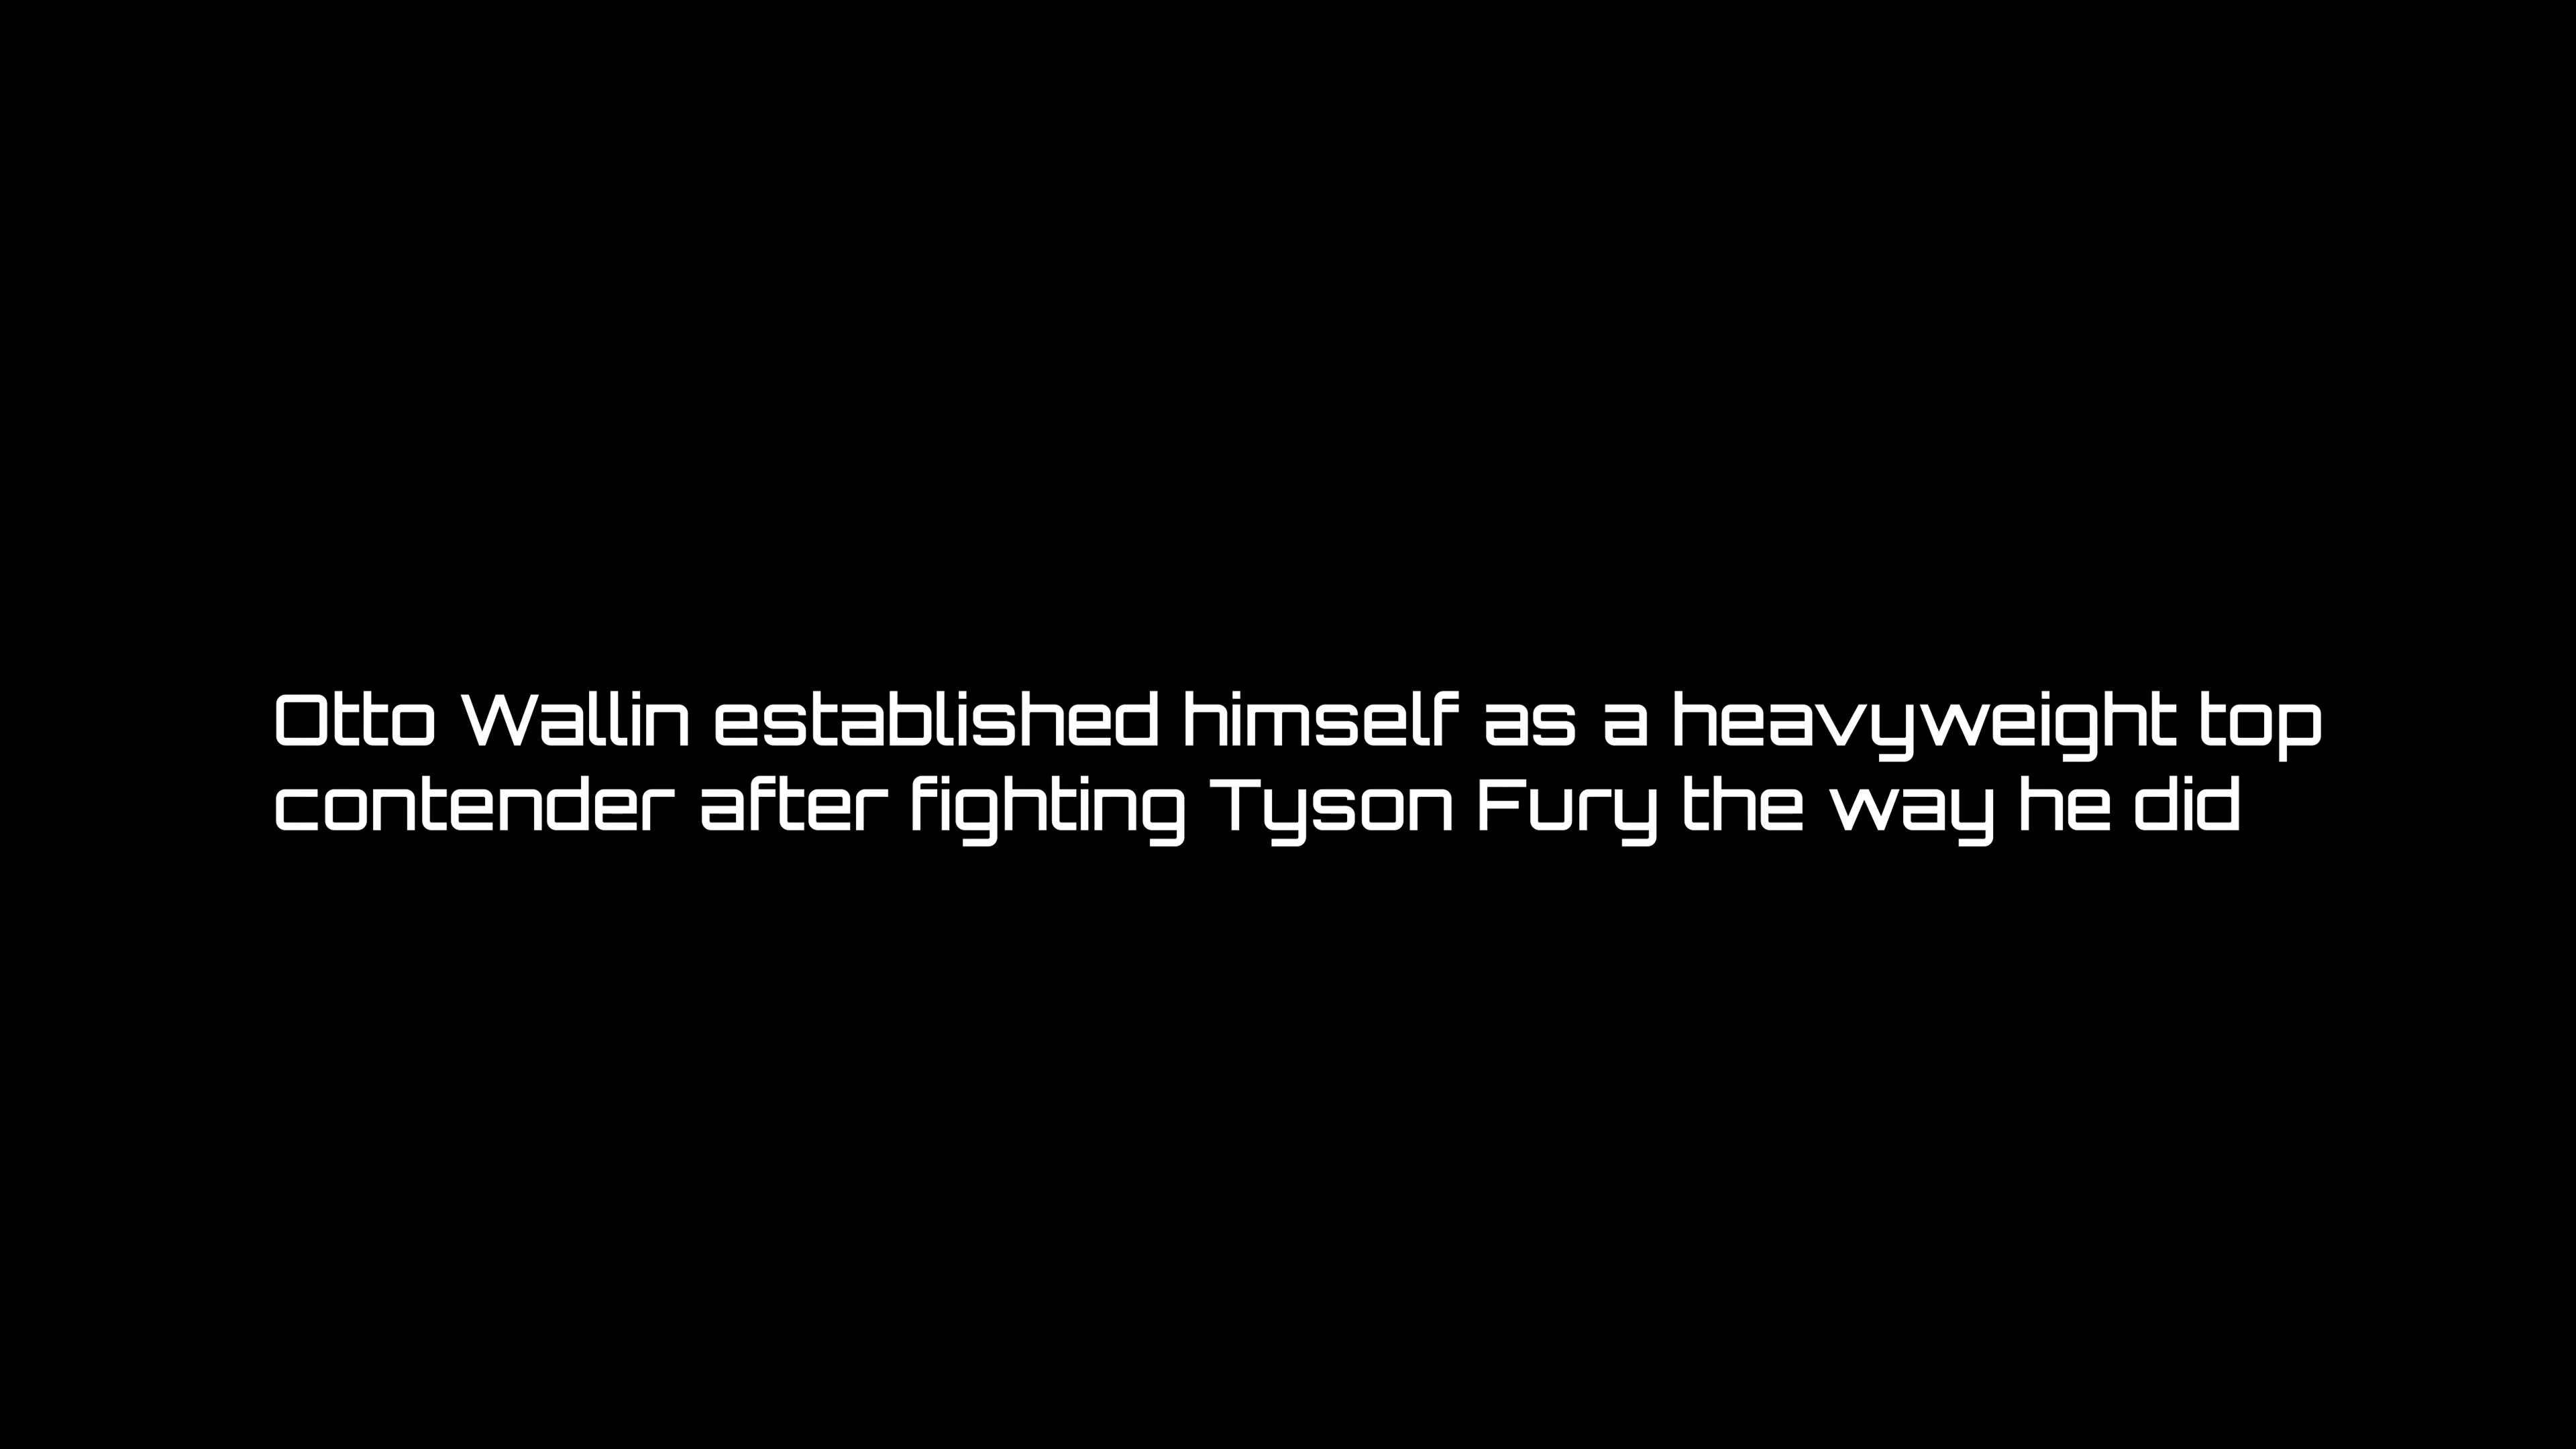 Otto Wallin established himself as a heavyweight top
contender after fighting Tyson Fury the way he did